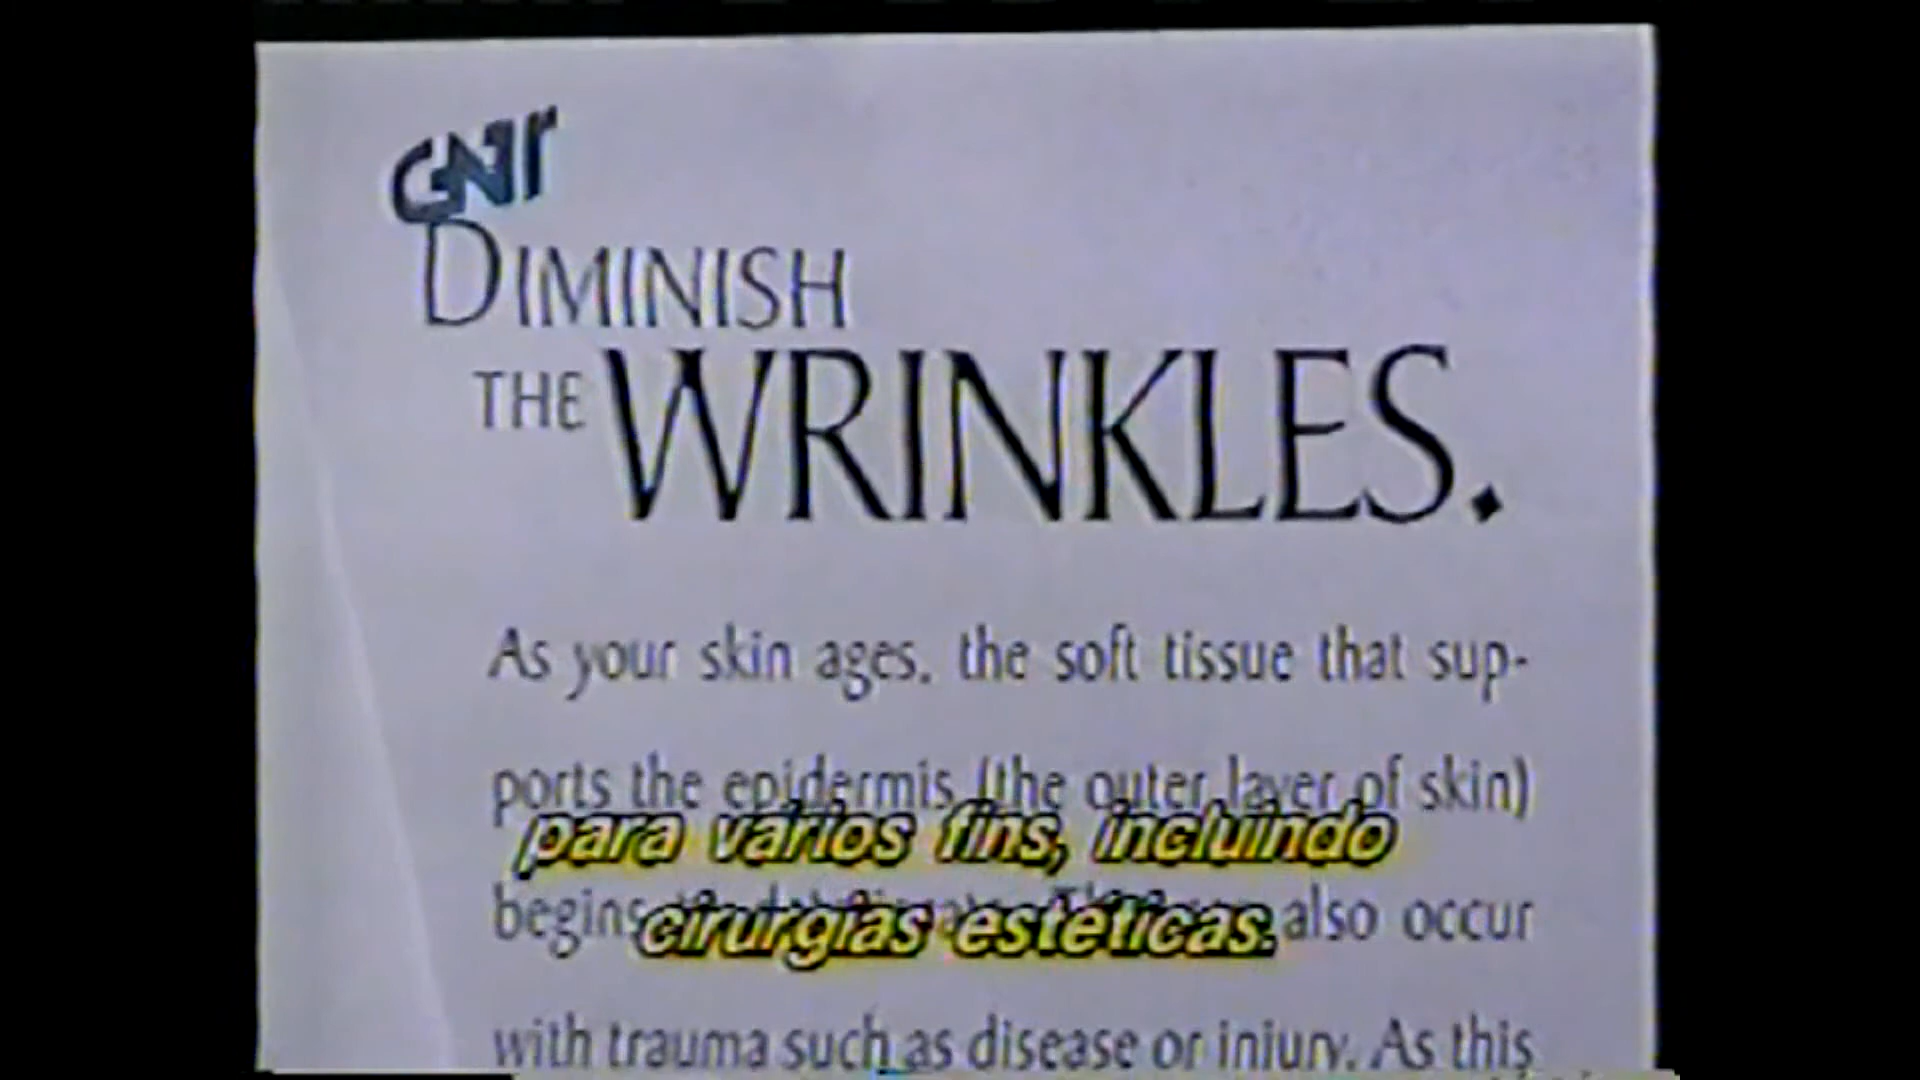 GNT
DIMINISH
THE WRINKLES.
As your skin ages, the soft tissue that sup-
ports the epidermis (the outer layer of skin)
para vários fins, incluindo
begins also occur
cirurgias estéticas.
with trauma such as disease or injury. As this